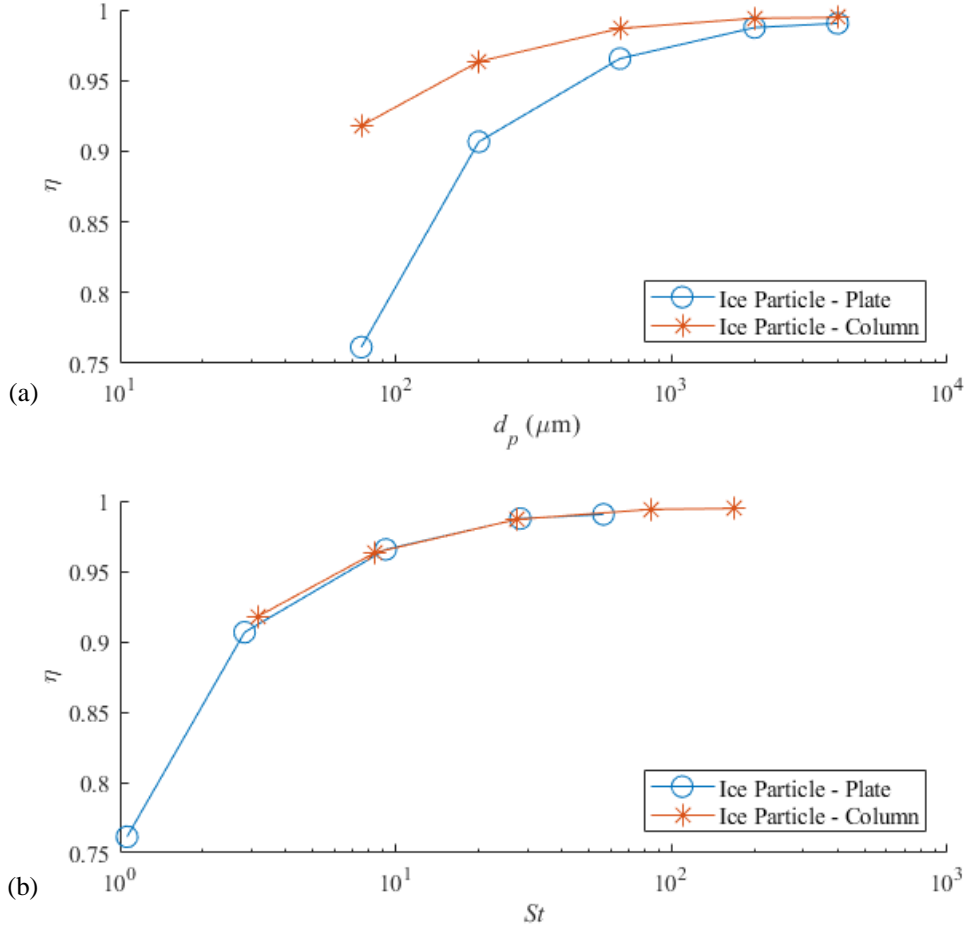 1
0.95
0.9
η
0.85
0.8
0.75
Ice Particle - Plate
Ice Particle - Column
(a)
10^1
10^2
10^3
10^4
d_p (μm)
1
0.95
0.9
η
0.85
0.8
0.75
Ice Particle - Plate
Ice Particle - Column
(b)
10^0
10^1
10^2
10^3
St